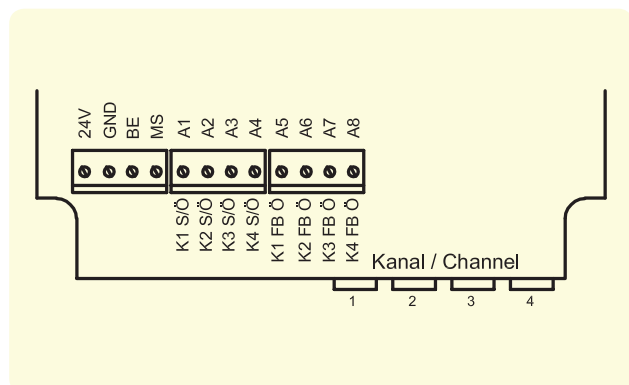 24V
GND
BE
MS
A1
A2
A3
A4
A5
A6
A7
A8
K1 S/Ö
K2 S/Ö
K3 S/Ö
K4 S/Ö
K1 FB Ö
K2 FB Ö
K3 FB Ö
K4 FB Ö
Kanal / Channel
1 2 3 4